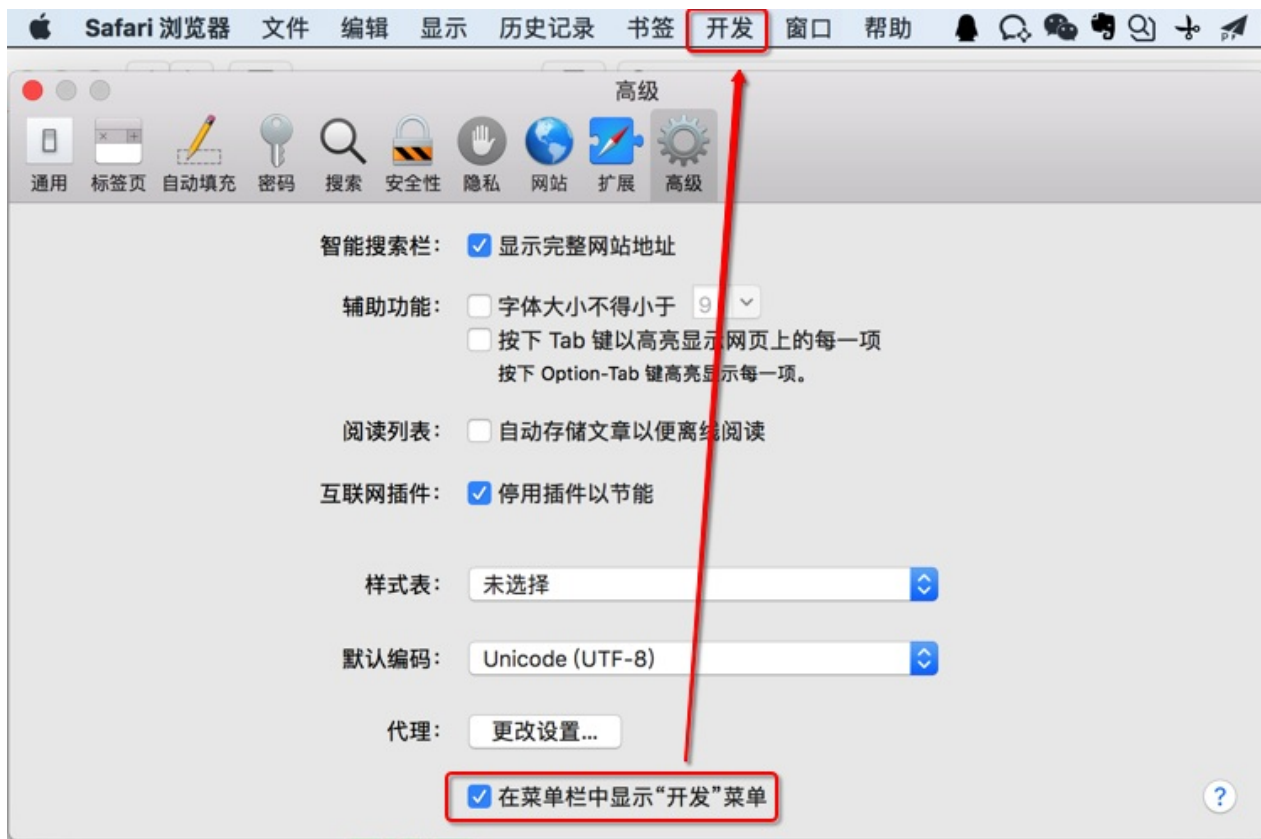 Safari 浏览器 文件 编辑 显示 历史记录 书签 开发 窗口 帮助
高级
通用 标签页 自动填充 密码 搜索 安全性 隐私 网站 扩展 高级
智能搜索栏： 显示完整网站地址
辅助功能： 字体大小不得小于 9
按下 Tab 键以高亮显示网页上的每一项
按下 Option-Tab 键高亮显示每一项。
阅读列表： 自动存储文章以便离线阅读
互联网插件： 停用插件以节能
样式表： 未选择
默认编码： Unicode (UTF-8)
代理： 更改设置...
在菜单栏中显示“开发”菜单
?